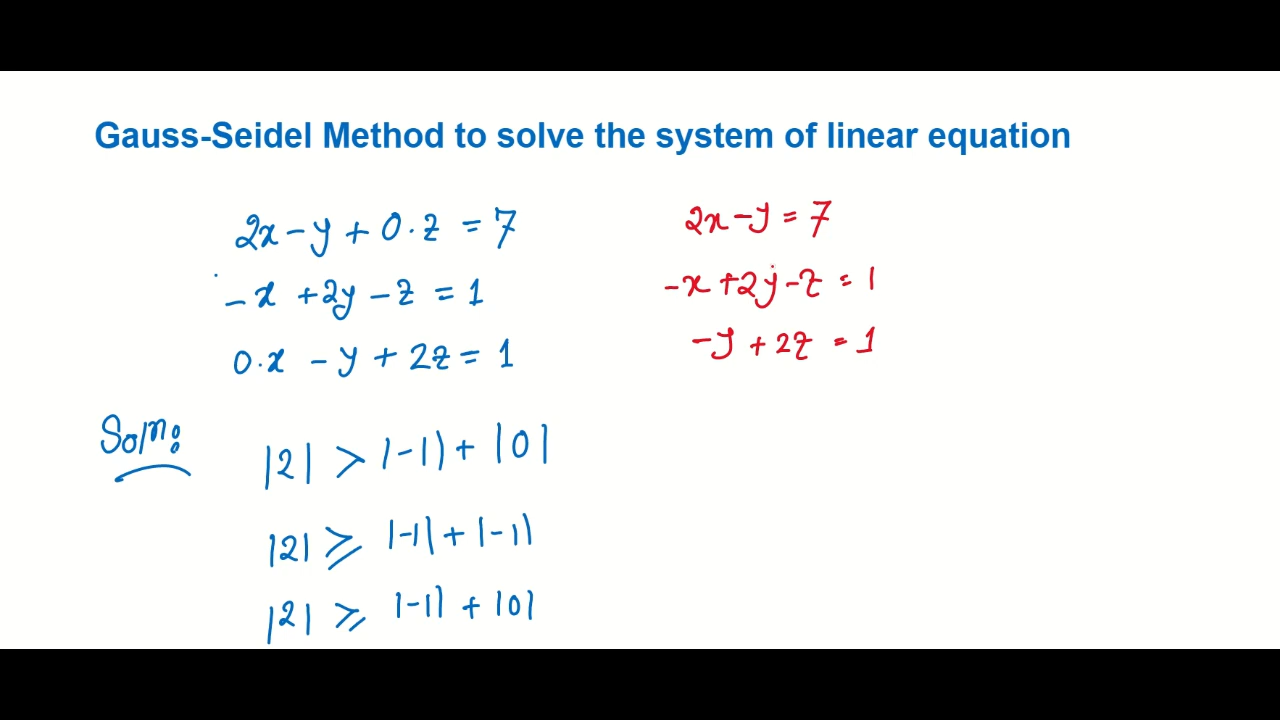 Gauss-Seidel Method to solve the system of linear equation
2x - y + 0.z = 7
2x - y = 7
- x + 2y - z = 1
-x + 2y - z = 1
0.x - y + 2z = 1
-y + 2z = 1
Soln:
|2| > |-1| + |0|
|2| ≥ |-1| + |-1|
|2| ≥ |-1| + |0|